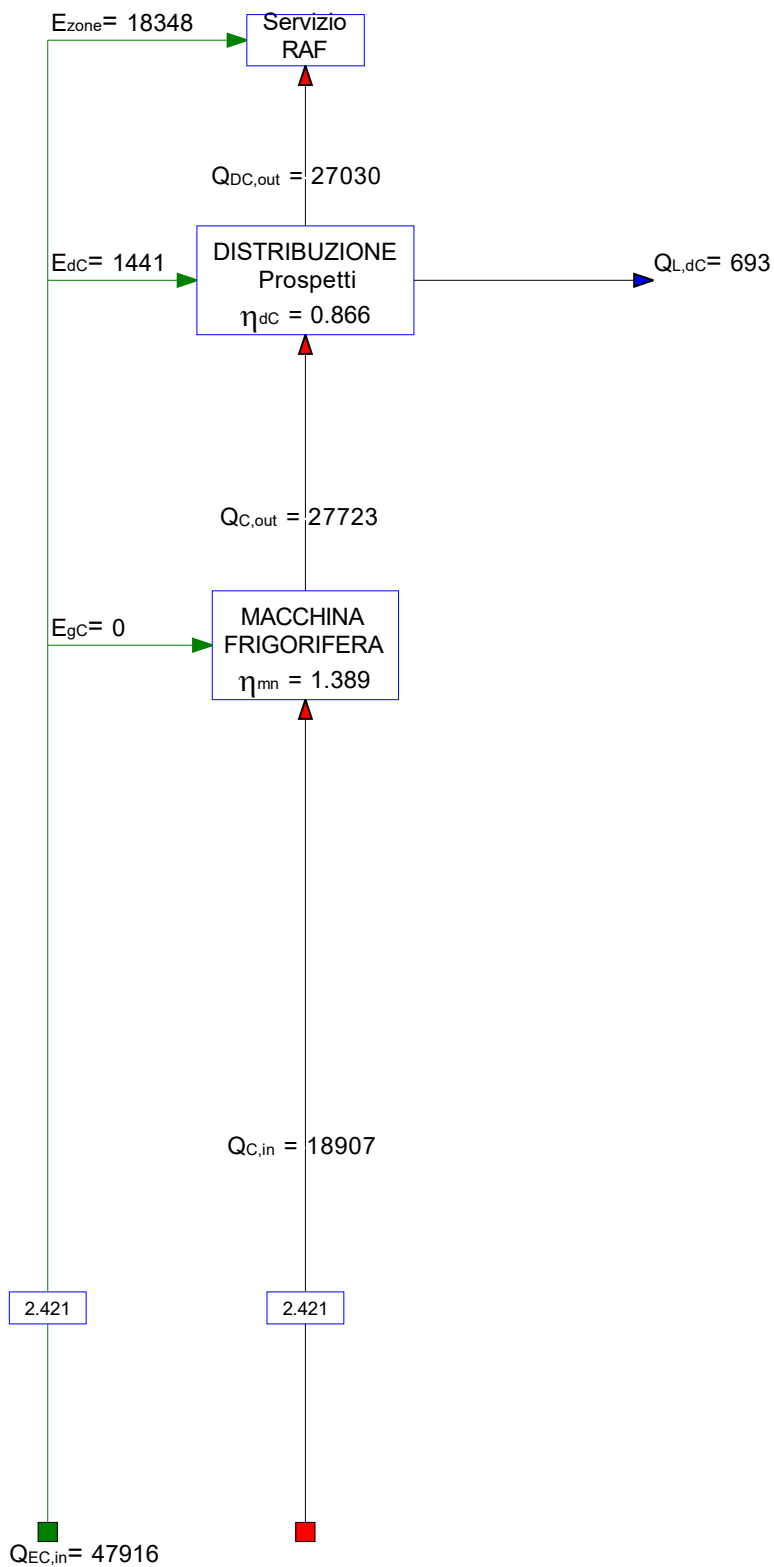 Ezone= 18348
Servizio
RAF
QDC,out = 27030
EdC= 1441
DISTRIBUZIONE
Prospetti
ηdC = 0.866
QL,dC= 693
QC,out = 27723
EgC= 0
MACCHINA
FRIGORIFERA
ηmn = 1.389
QC,in = 18907
2.421
2.421
QEC,in= 47916